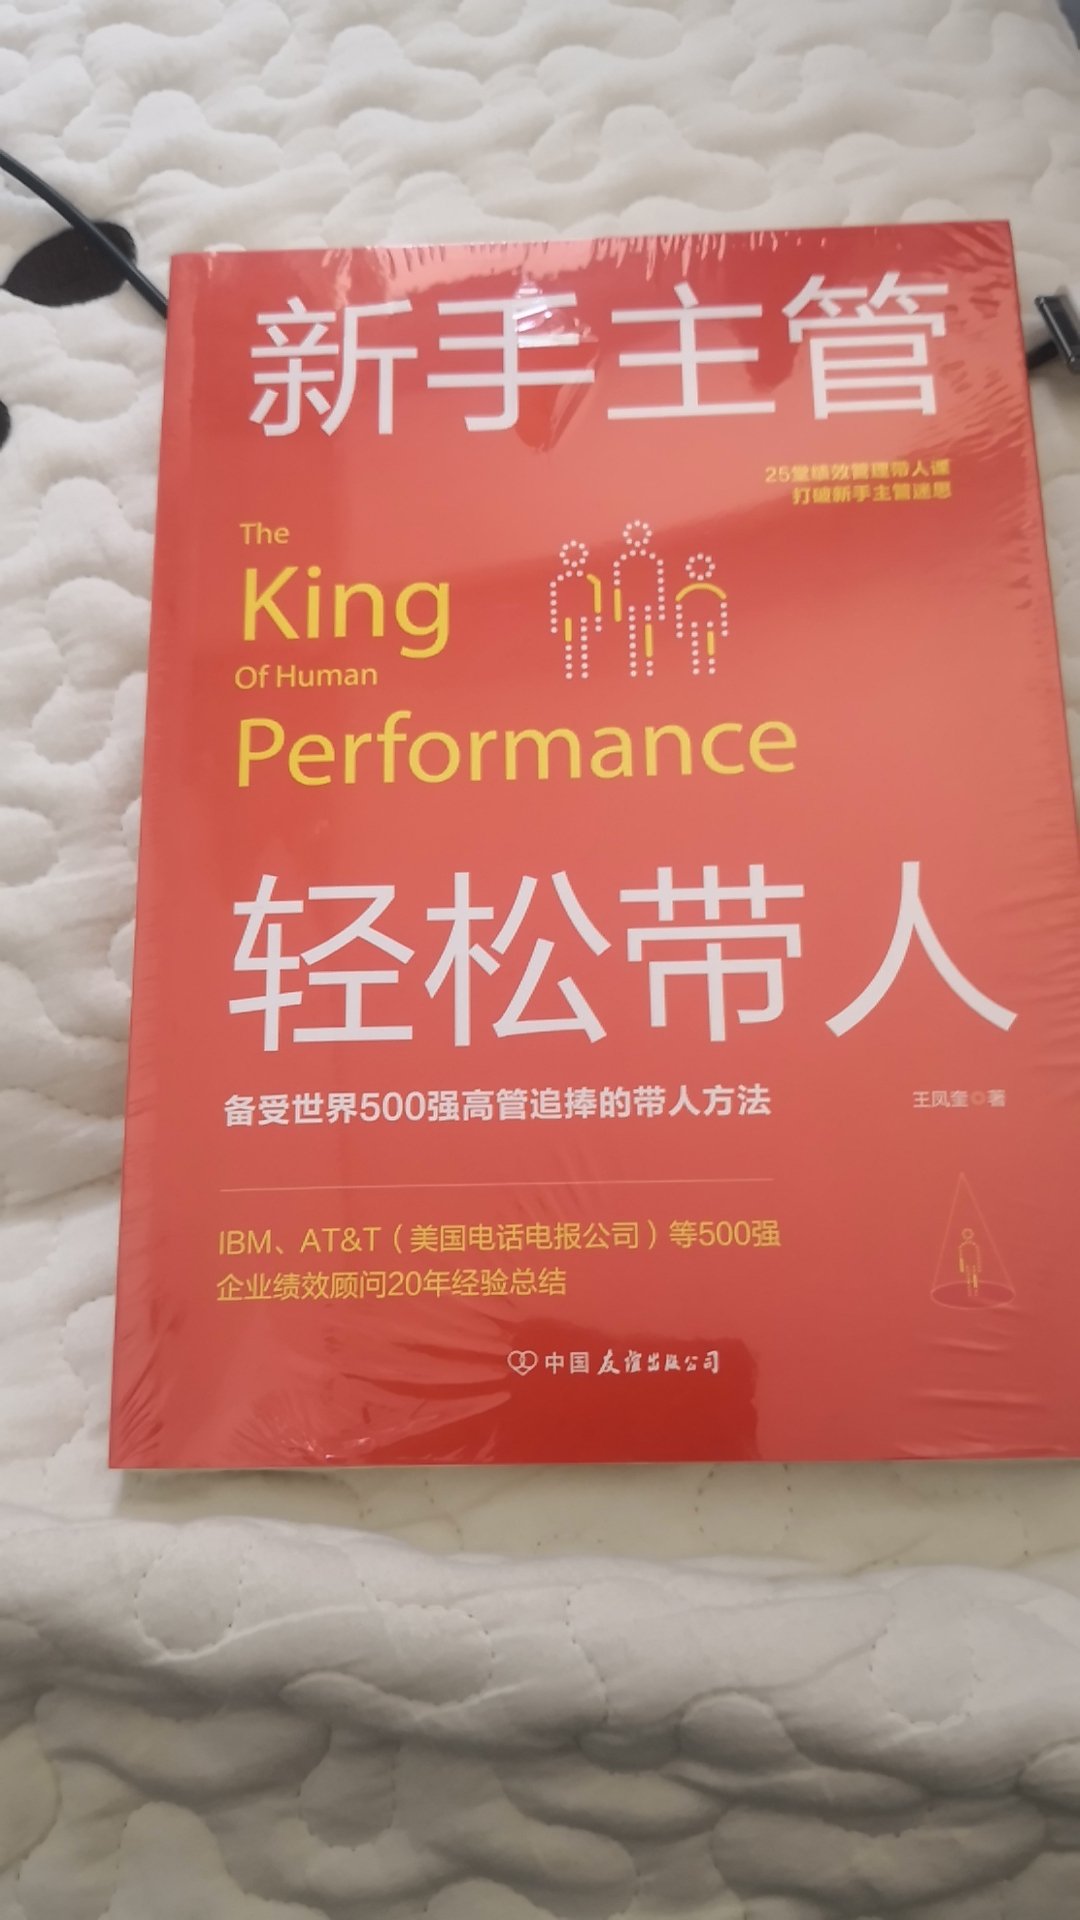 新手主管
25堂绩效管理带人课
打破新手主管迷思
The
King
Of Human
Performance
轻松带人
备受世界500强高管追捧的带人方法
王凤奎◎著
IBM、AT&T（美国电话电报公司）等500强
企业绩效顾问20年经验总结
中国友谊出版公司